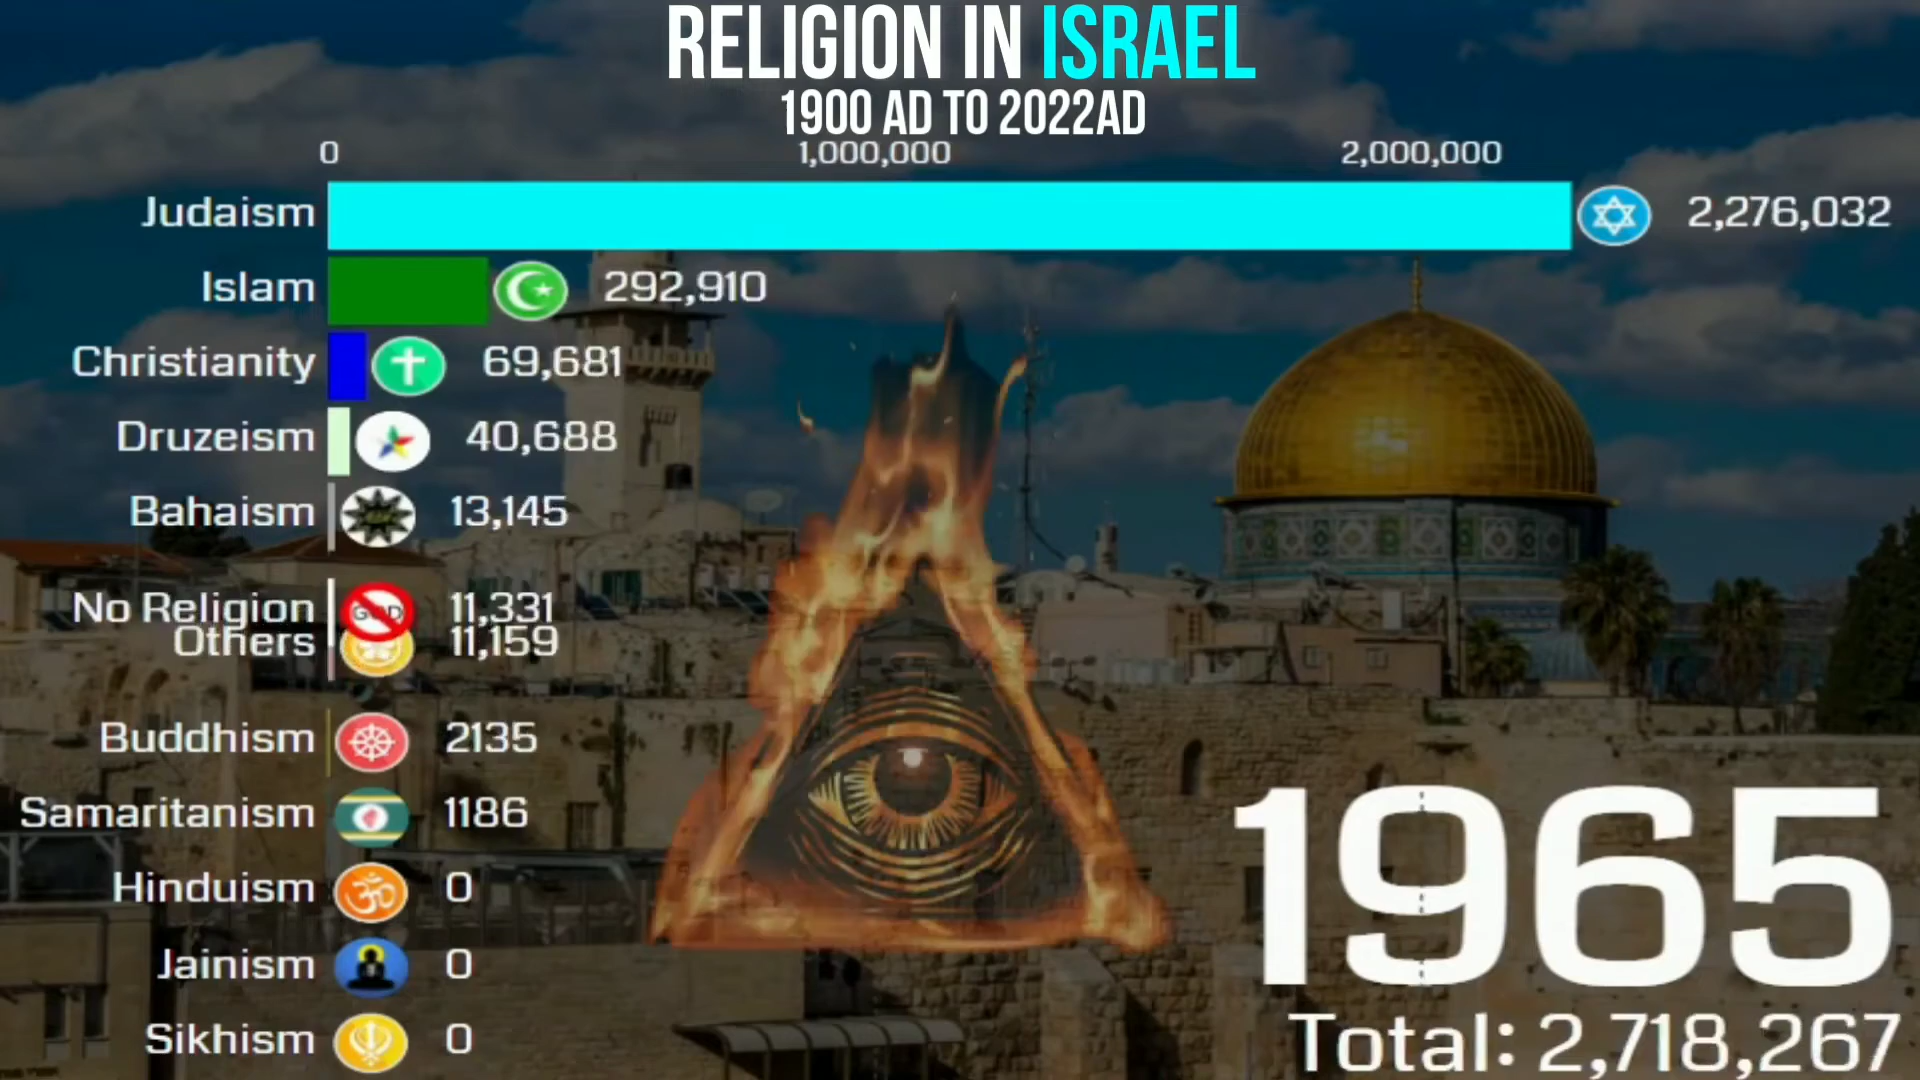 RELIGION IN ISRAEL
1900 AD TO 2022AD
0 1,000,000 2,000,000
Judaism 2,276,032
Islam 292,910
Christianity 69,681
Druzeism 40,688
Bahaism 13,145
No Religion GOD 11,331
Others 11,159
Buddhism 2135
Samaritanism 1186
Hinduism ॐ 0
Jainism 0
Sikhism 0
1965
Total: 2,718,267